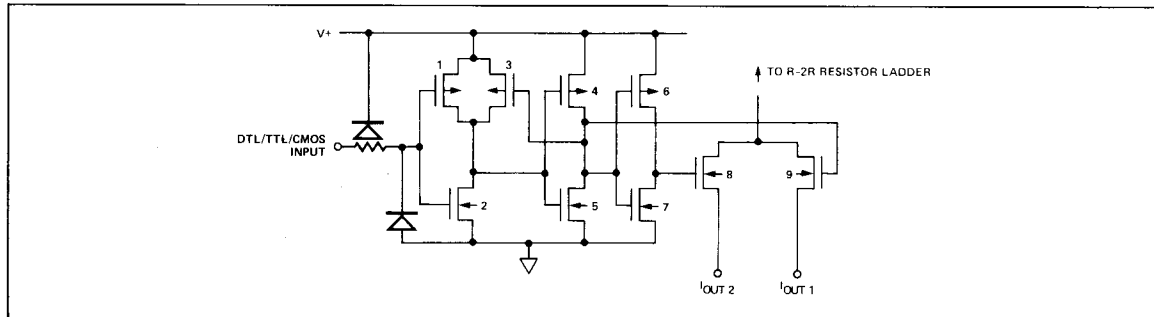 V+
1
3
4
6
TO R-2R RESISTOR LADDER
DTL/TTL/CMOS
INPUT
2
5
7
8
9
IOUT 2
IOUT 1